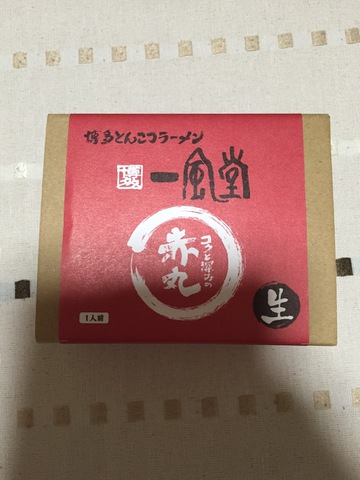 博多とんこつラーメン
博多 一風堂
コクと深みの
赤丸
生
1人前